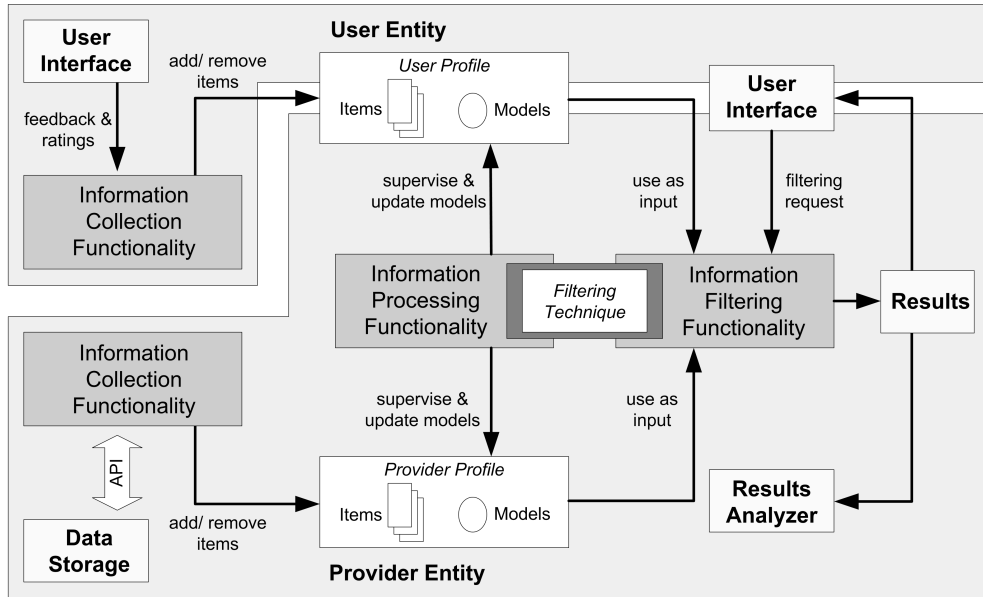 User Entity
User
Interface
add/ remove
items
feedback &
ratings
Information
Collection
Functionality
User Profile
Items
Models
User
Interface
supervise &
update models
use as
input
filtering
request
Information
Processing
Functionality
Filtering
Technique
Information
Filtering
Functionality
Results
Information
Collection
Functionality
API
Data
Storage
add/ remove
items
supervise &
update models
use as
input
Provider Profile
Items
Models
Results
Analyzer
Provider Entity